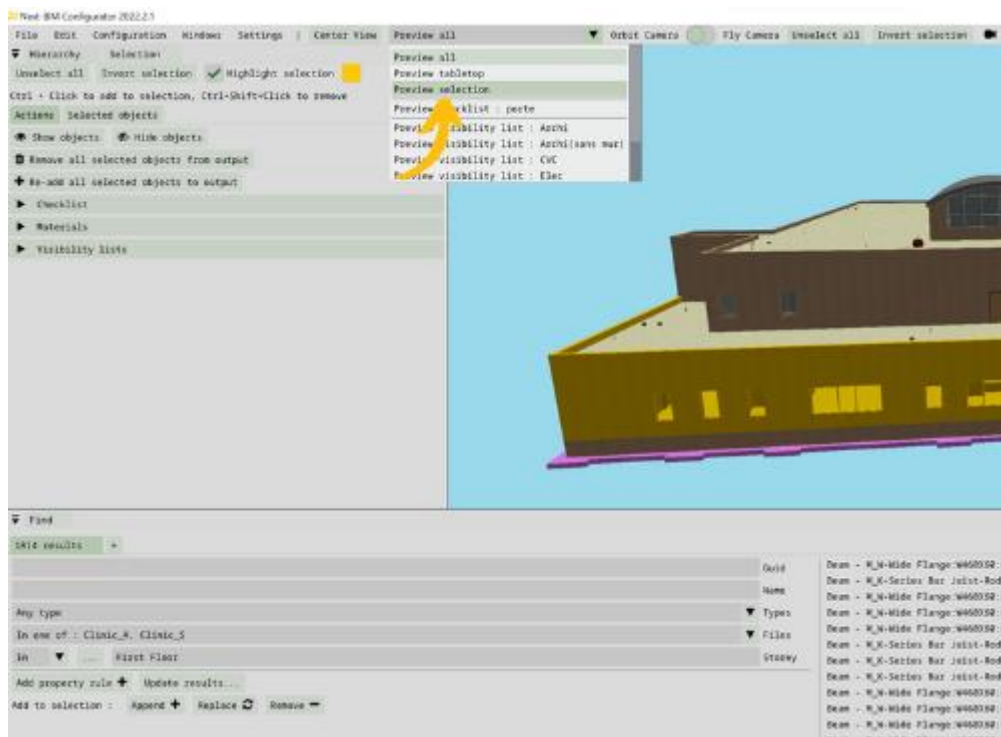 Next-BIM Configurator 2022.2.1
File Edit Configuration Windows Settings | Center View Preview all Orbit Camera Fly Camera Unselect all Invert selection
Hierarchy Selection
Unselect all Invert selection Highlight selection
Ctrl + Click to add to selection, Ctrl-Shift+Click to remove
Actions Selected objects
Show objects Hide objects
Remove all selected objects from output
Re-add all selected objects to output
Checklist
Materials
Visibility lists
Preview all
Preview tabletop
Preview selection
Preview checklist : porte
Preview visibility list : Archi
Preview visibility list : Archi(sans mur)
Preview visibility list : CVC
Preview visibility list : Elec
Find
results +
Guid
Name
Any type Types
In one of : Clinic_A, Clinic_S Files
In ... First Floor Storey
Add property rule + Update results...
Add to selection : Append + Replace Remove
Beam - M_W-Wide Flange:
Beam - M_K-Series Bar Joist-Rod
Beam - M_W-Wide Flange:
Beam - M_W-Wide Flange:
Beam - M_W-Wide Flange:
Beam - M_K-Series Bar Joist-Rod
Beam - M_K-Series Bar Joist-Rod
Beam - M_K-Series Bar Joist-Rod
Beam - M_W-Wide Flange:
Beam - M_W-Wide Flange:
Beam - M_W-Wide Flange: